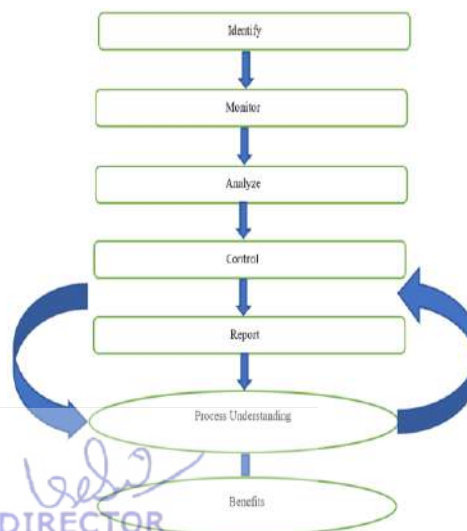 Identify
Monitor
Analyze
Control
Report
Process Understanding
Benefits
DIRECTOR